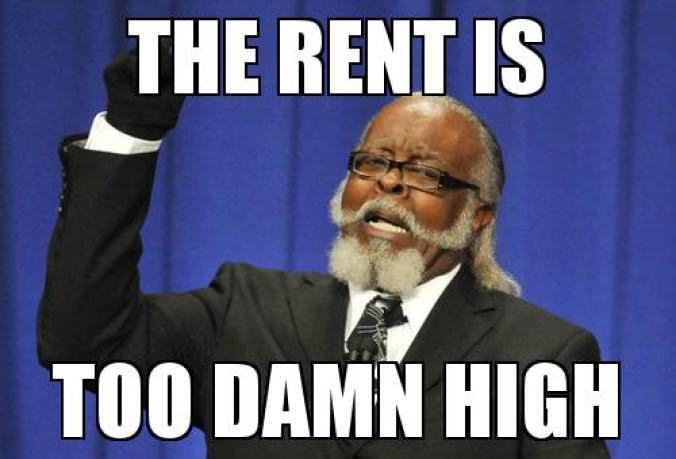 THE RENT IS
TOO DAMN HIGH